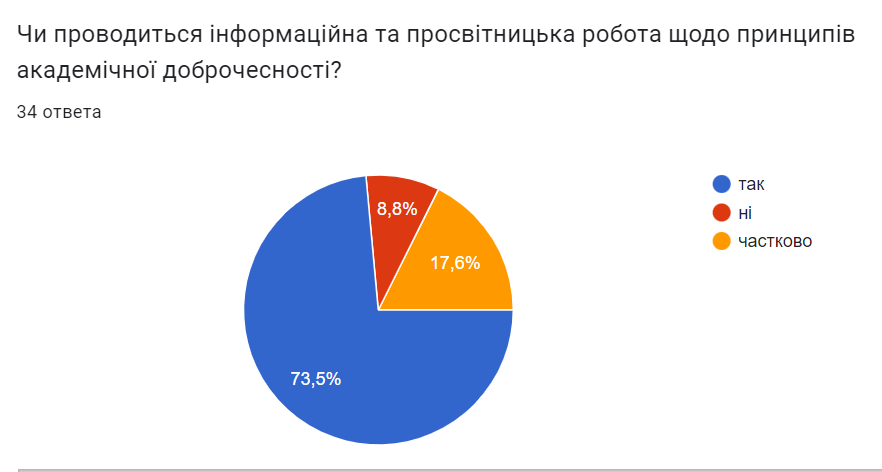 Чи проводиться інформаційна та просвітницька робота щодо принципів
академічної доброчесності?
34 ответа
так
ні
частково
8,8%
17,6%
73,5%